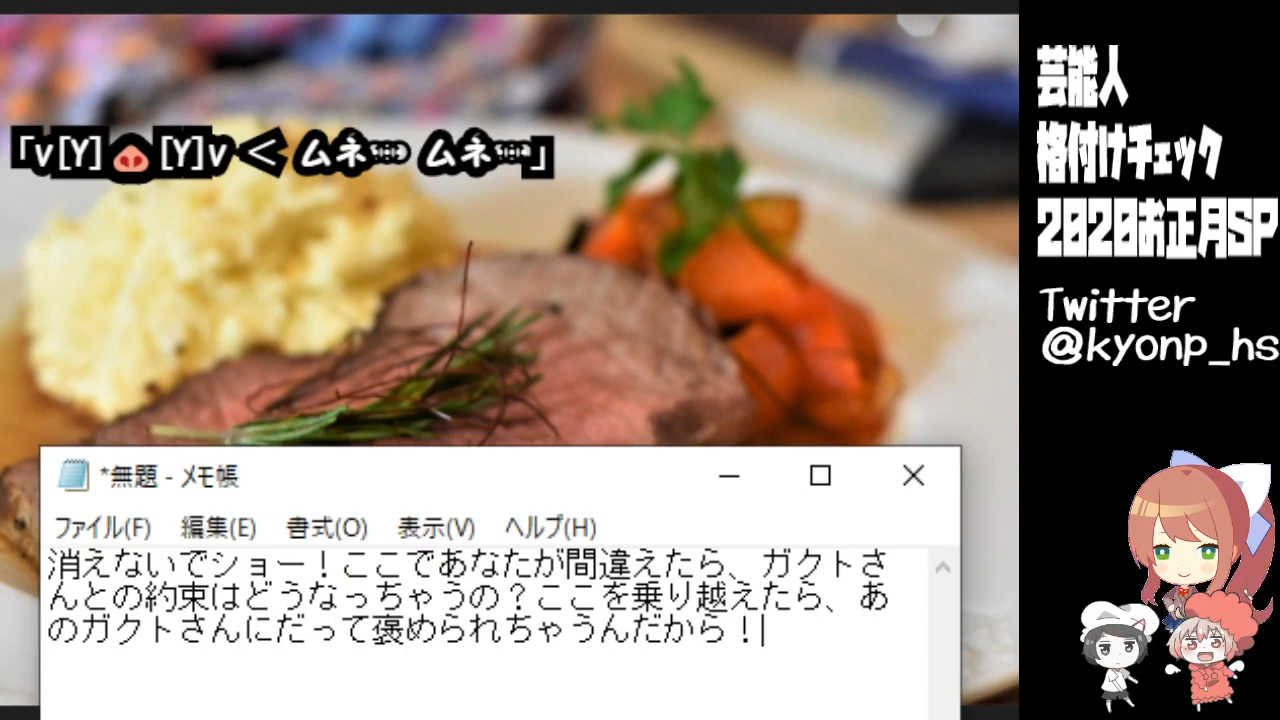 「v[Y]🐽[Y]v < ムネ… ムネ…」
芸能人
格付けチェック
2020お正月SP
Twitter
@kyonp_hs
*無題 - メモ帳
ファイル(F) 編集(E) 書式(O) 表示(V) ヘルプ(H)
消えないでショー！ここであなたが間違えたら、ガクトさ
んとの約束はどうなっちゃうの？ここを乗り越えたら、あ
のガクトさんにだって褒められちゃうんだから！